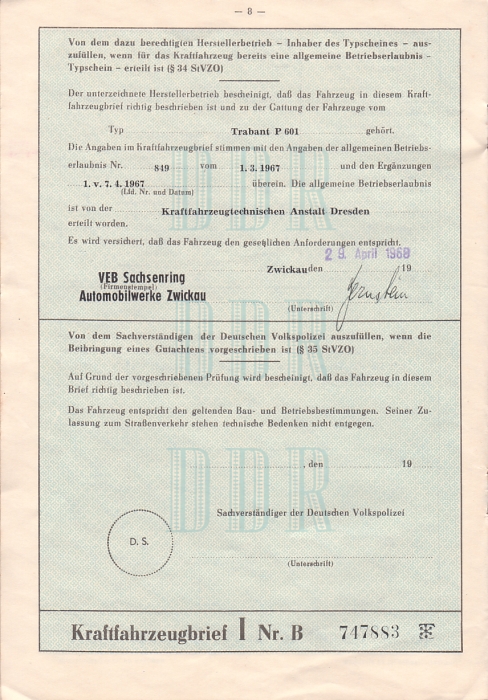 — 8 —
Von dem dazu berechtigten Herstellerbetrieb – Inhaber des Typscheines – aus-
zufüllen, wenn für das Kraftfahrzeug bereits eine allgemeine Betriebserlaubnis –
Typschein – erteilt ist (§ 34 StVZO)
Der unterzeichnete Herstellerbetrieb bescheinigt, daß das Fahrzeug in diesem Kraft-
fahrzeugbrief richtig beschrieben ist und zu der Gattung der Fahrzeuge vom
Typ Trabant P 601 gehört.
Die Angaben im Kraftfahrzeugbrief stimmen mit den Angaben der allgemeinen Betriebs-
erlaubnis Nr. 849 vom 1. 3. 1967 und den Ergänzungen
1. v. 7. 4. 1967 überein. Die allgemeine Betriebserlaubnis
(Lfd. Nr. und Datum)
ist von der Kraftfahrzeugtechnischen Anstalt Dresden
erteilt worden.
Es wird versichert, daß das Fahrzeug den gesetzlichen Anforderungen entspricht.
29. April 1968
Zwickau den 19
VEB Sachsenring
(Firmenstempel)
Automobilwerke Zwickau
(Unterschrift)
Von dem Sachverständigen der Deutschen Volkspolizei auszufüllen, wenn die
Beibringung eines Gutachtens vorgeschrieben ist (§ 35 StVZO)
Auf Grund der vorgeschriebenen Prüfung wird bescheinigt, daß das Fahrzeug in diesem
Brief richtig beschrieben ist.
Das Fahrzeug entspricht den geltenden Bau- und Betriebsbestimmungen. Seiner Zu-
lassung zum Straßenverkehr stehen technische Bedenken nicht entgegen.
, den 19
Sachverständiger der Deutschen Volkspolizei
D. S.
(Unterschrift)
DDR
DDR
DDR
Kraftfahrzeugbrief I Nr. B 747883